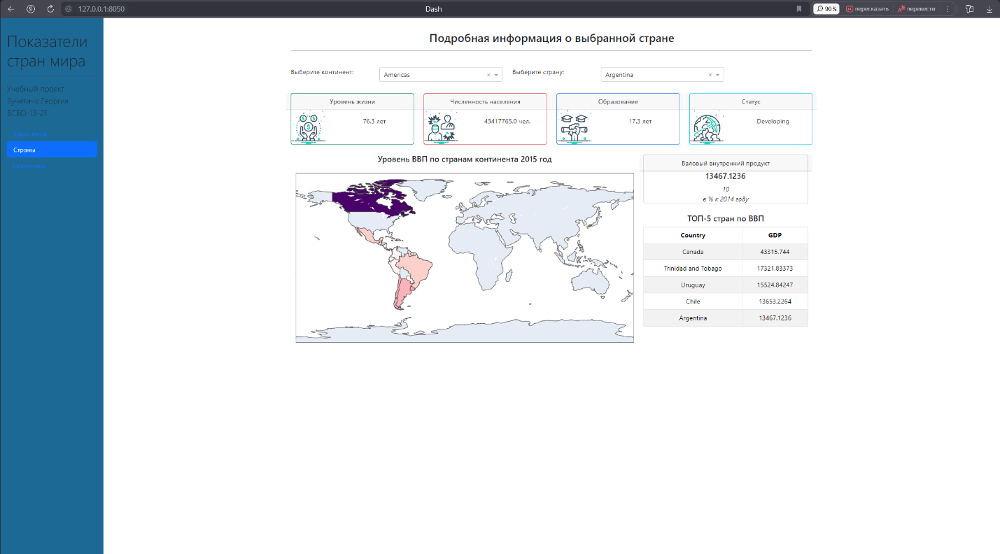 127.0.0.1:8050
Dash
90%
пересказать
перевести
Показатели
стран мира
Учебный проект
Вучетича Георгия
БСБО-13-21
Страны
Подробная информация о выбранной стране
Выберите континент:
Americas
Выберите страну:
Argentina
Уровень жизни
76.3 лет
Численность населения
43417765.0 чел.
Образование
17.3 лет
Статус
Developing
Уровень ВВП по странам континента 2015 год
Валовый внутренний продукт
13467.1236
10
в % к 2014 году
ТОП-5 стран по ВВП
Country GDP
Canada 43315.744
Trinidad and Tobago 17321.83373
Uruguay 15524.84247
Chile 13653.2264
Argentina 13467.1236